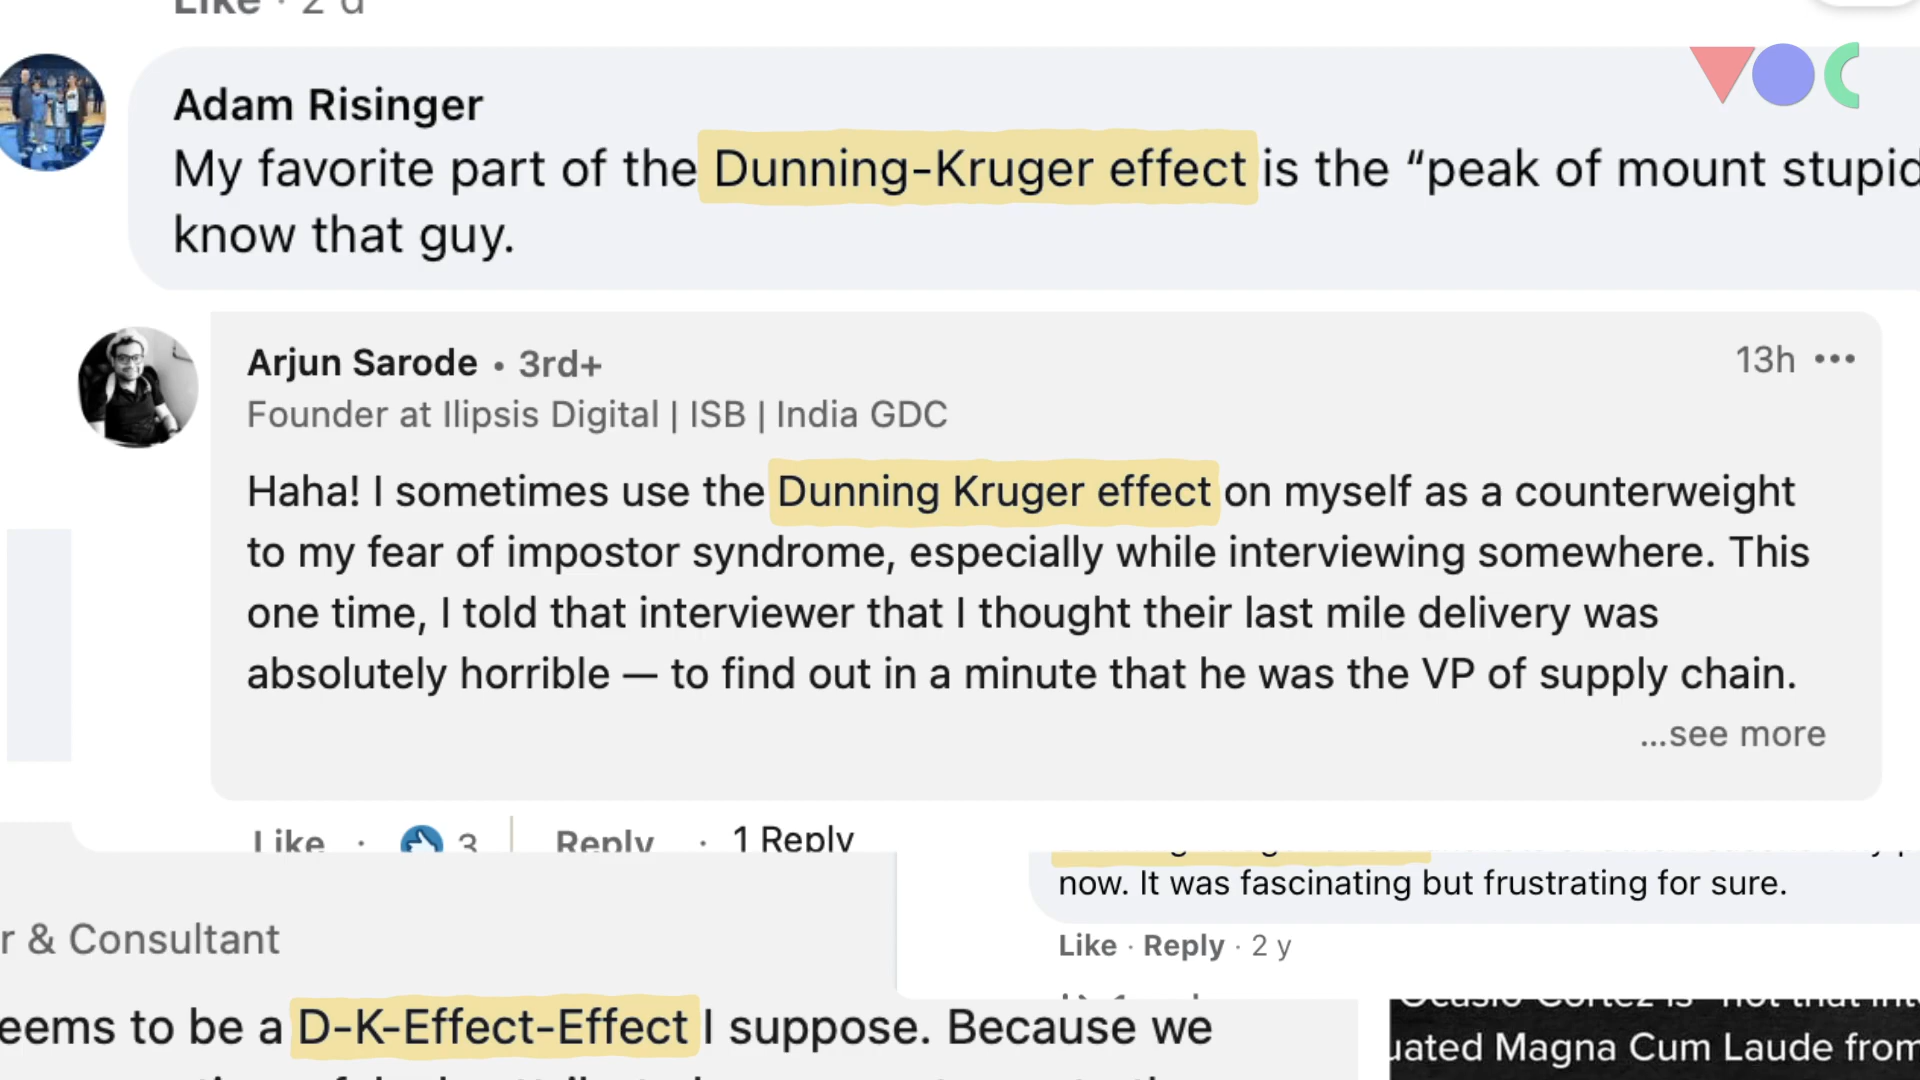 Like · 2 d
VOC
Adam Risinger
My favorite part of the Dunning-Kruger effect is the “peak of mount stupid
know that guy.
Arjun Sarode • 3rd+
13h •••
Founder at Ilipsis Digital | ISB | India GDC
Haha! I sometimes use the Dunning Kruger effect on myself as a counterweight
to my fear of impostor syndrome, especially while interviewing somewhere. This
one time, I told that interviewer that I thought their last mile delivery was
absolutely horrible — to find out in a minute that he was the VP of supply chain.
...see more
Like · 3 | Reply · 1 Reply
now. It was fascinating but frustrating for sure.
r & Consultant
Like · Reply · 2 y
eems to be a D-K-Effect-Effect I suppose. Because we
uated Magna Cum Laude from